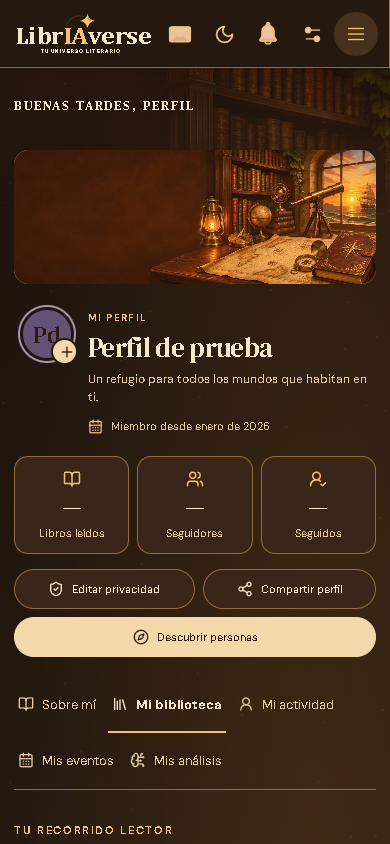 LibrIAverse
TU UNIVERSO LITERARIO
BUENAS TARDES, PERFIL
Pd
MI PERFIL
Perfil de prueba
Un refugio para todos los mundos que habitan en
ti.
Miembro desde enero de 2026
— — —
Libros leídos Seguidores Seguidos
Editar privacidad Compartir perfil
Descubrir personas
Sobre mí Mi biblioteca Mi actividad
Mis eventos Mis análisis
TU RECORRIDO LECTOR